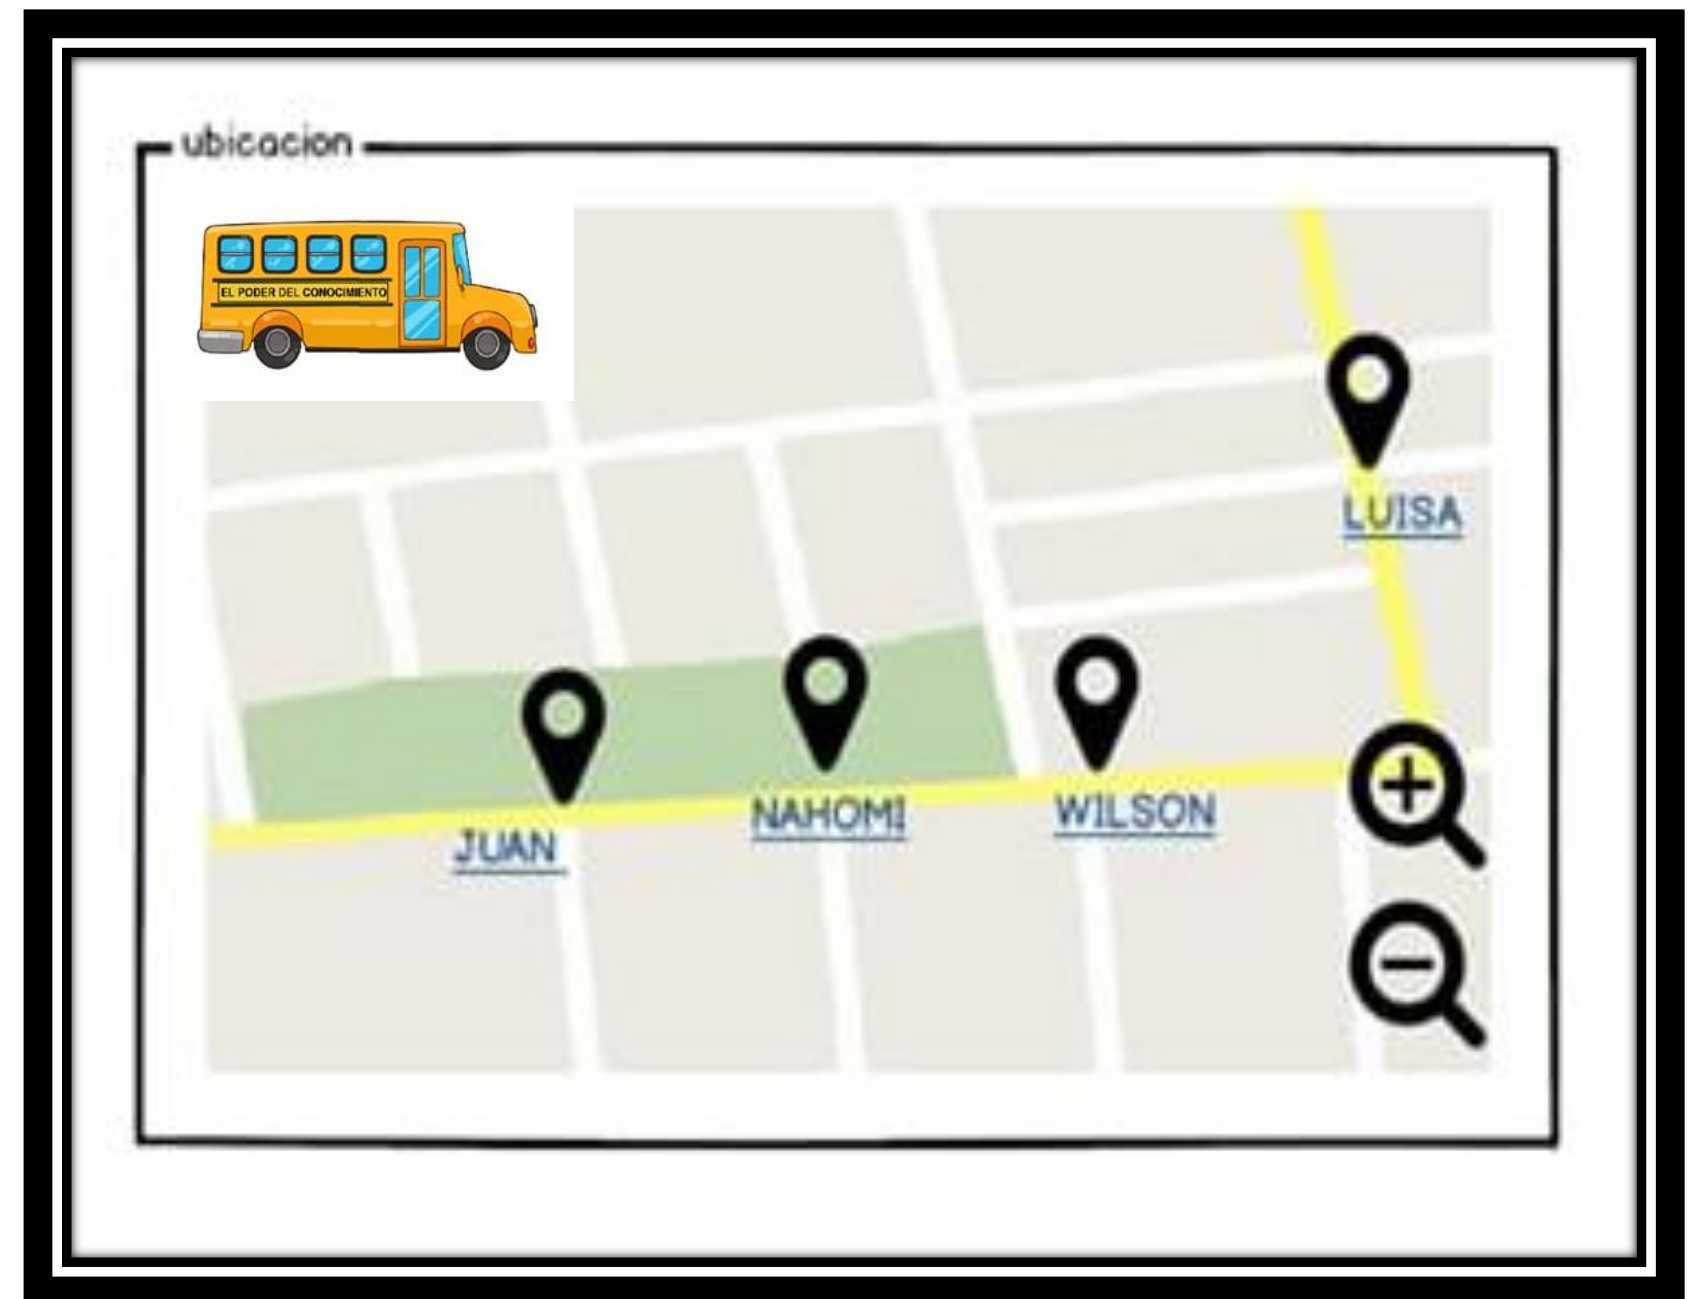 ubicacion
EL PODER DEL CONOCIMIENTO
LUISA
JUAN
NAHOMI
WILSON